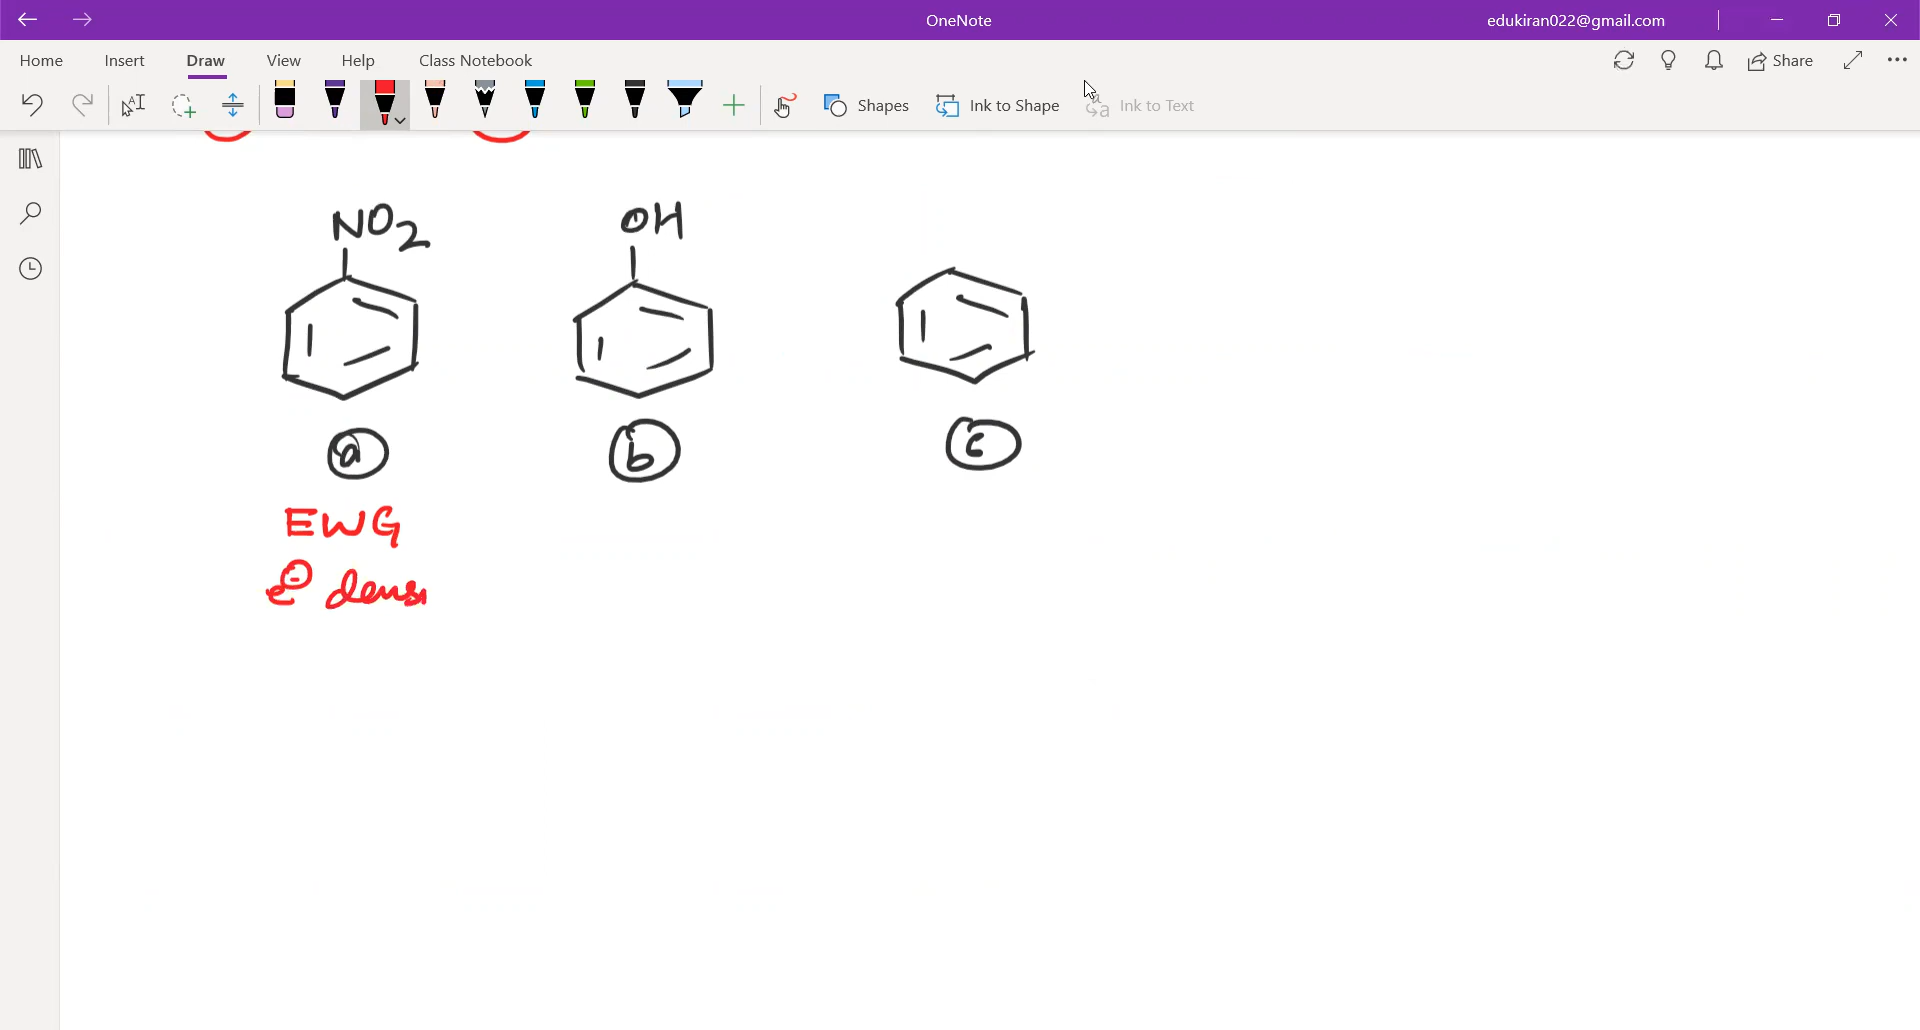 OneNote
edukiran022@gmail.com
Home Insert Draw View Help Class Notebook
Share
Shapes Ink to Shape Ink to Text
NO2 OH
a b c
EWG
e⊖ densi